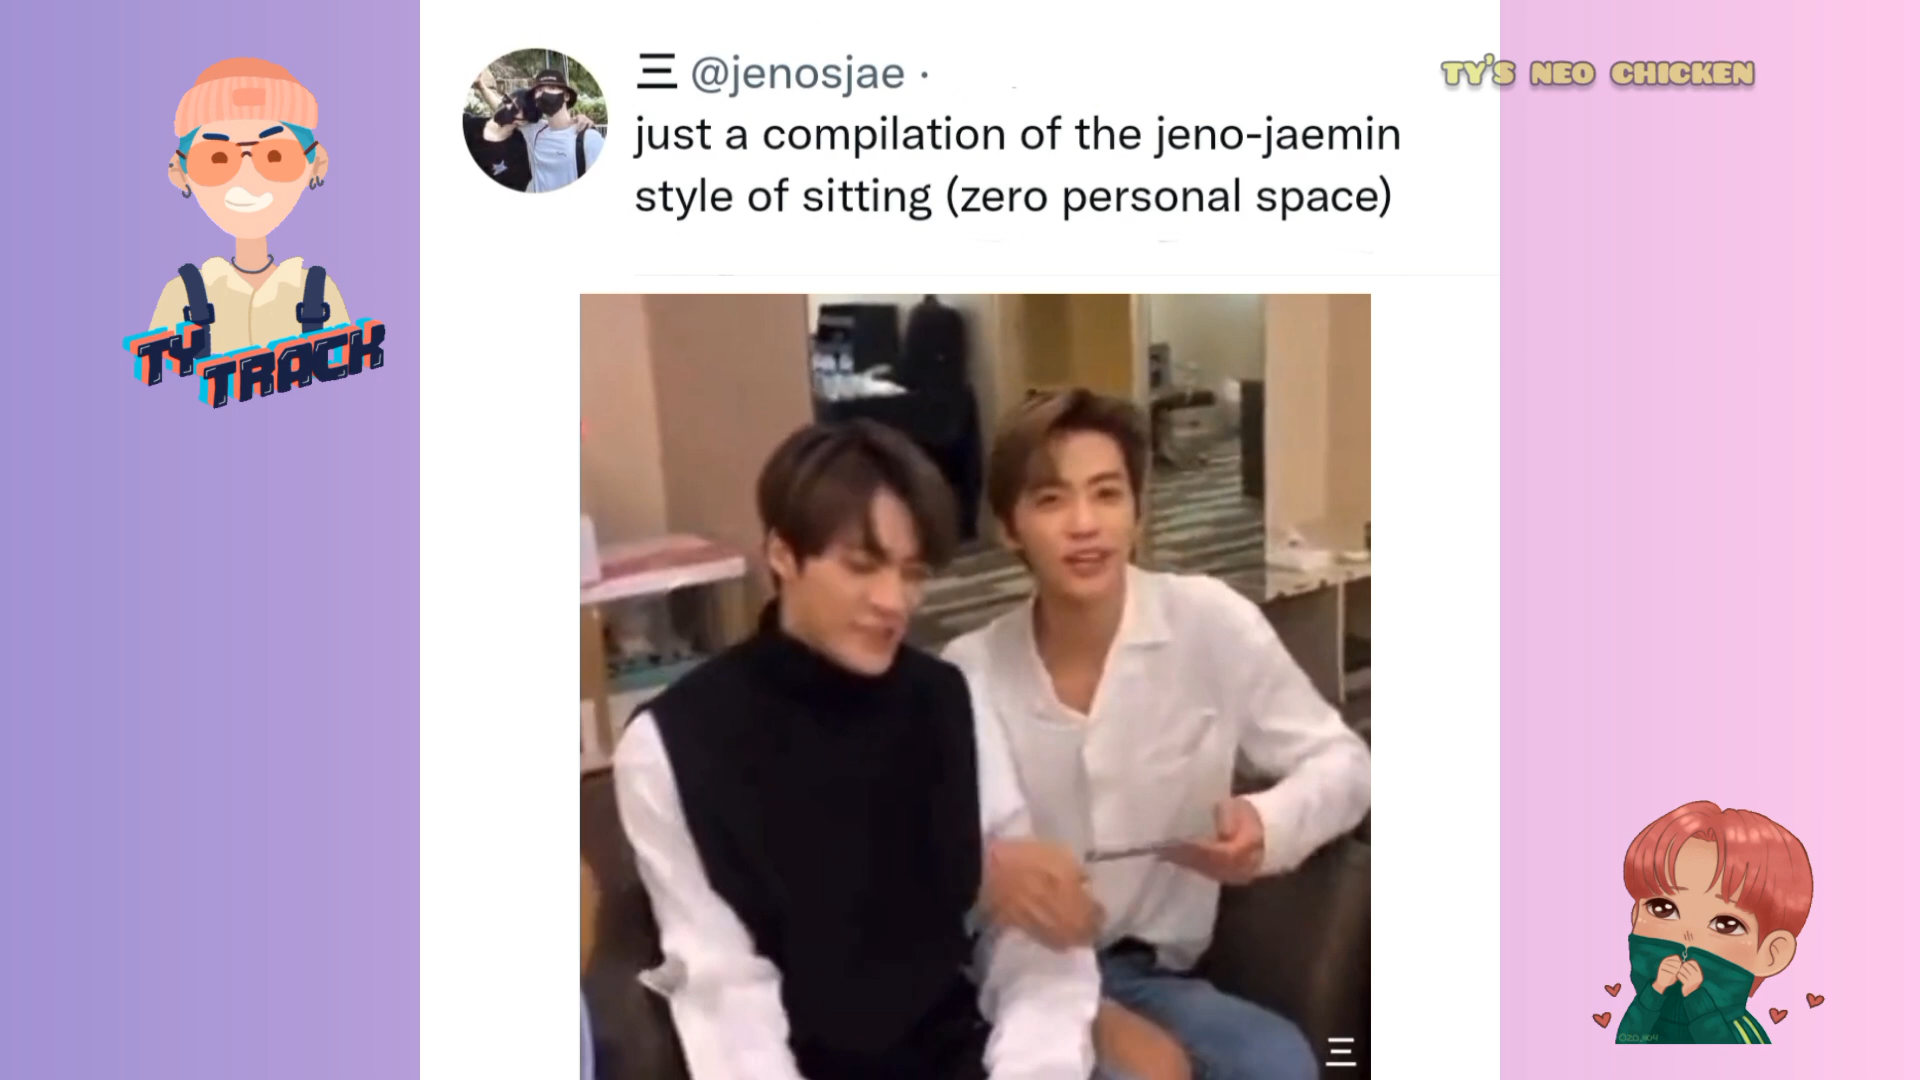 三 @jenosjae ·
just a compilation of the jeno-jaemin
style of sitting (zero personal space)
TY'S NEO CHICKEN
TY
TRACK
三